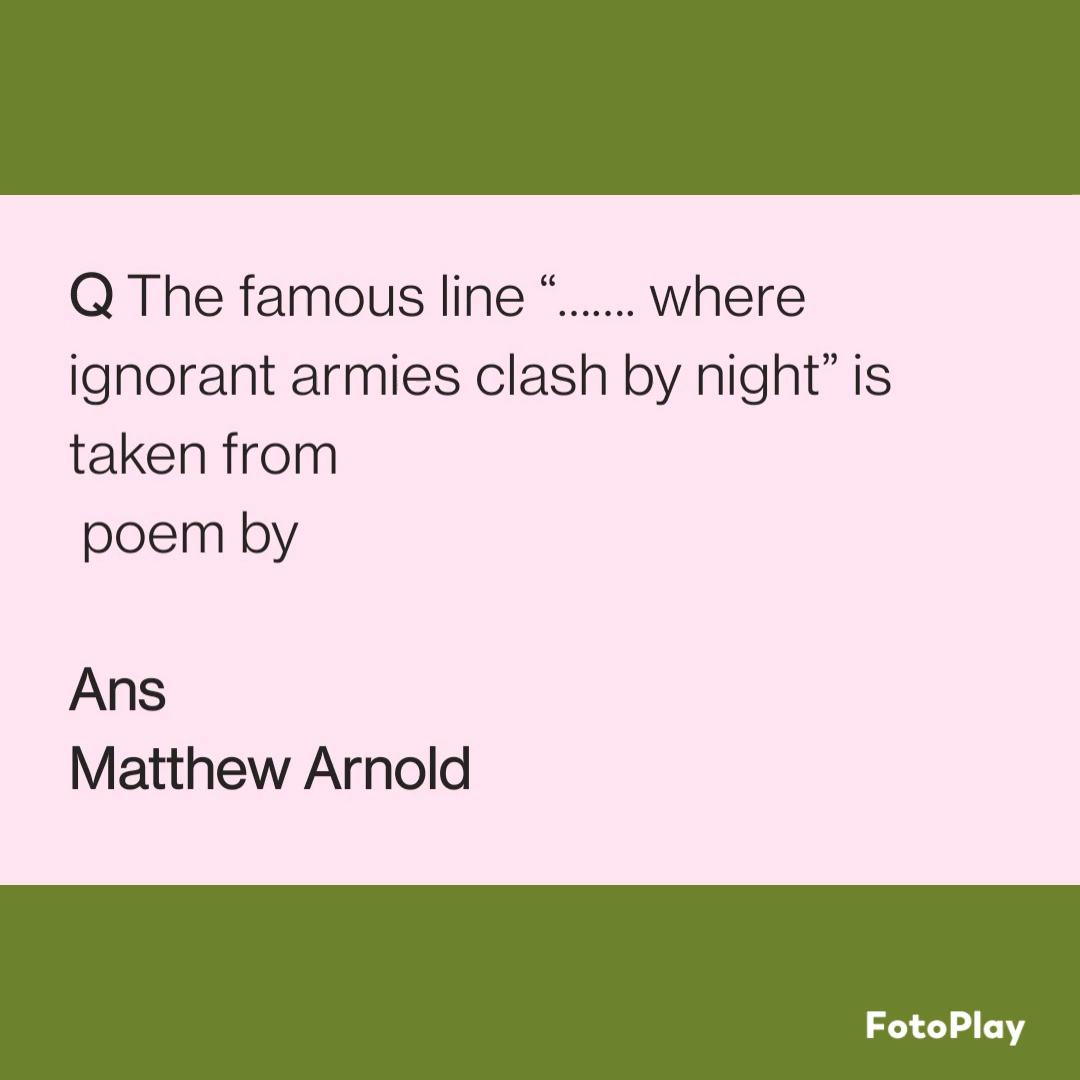 Q The famous line “....... where
ignorant armies clash by night” is
taken from
poem by
Ans
Matthew Arnold
FotoPlay